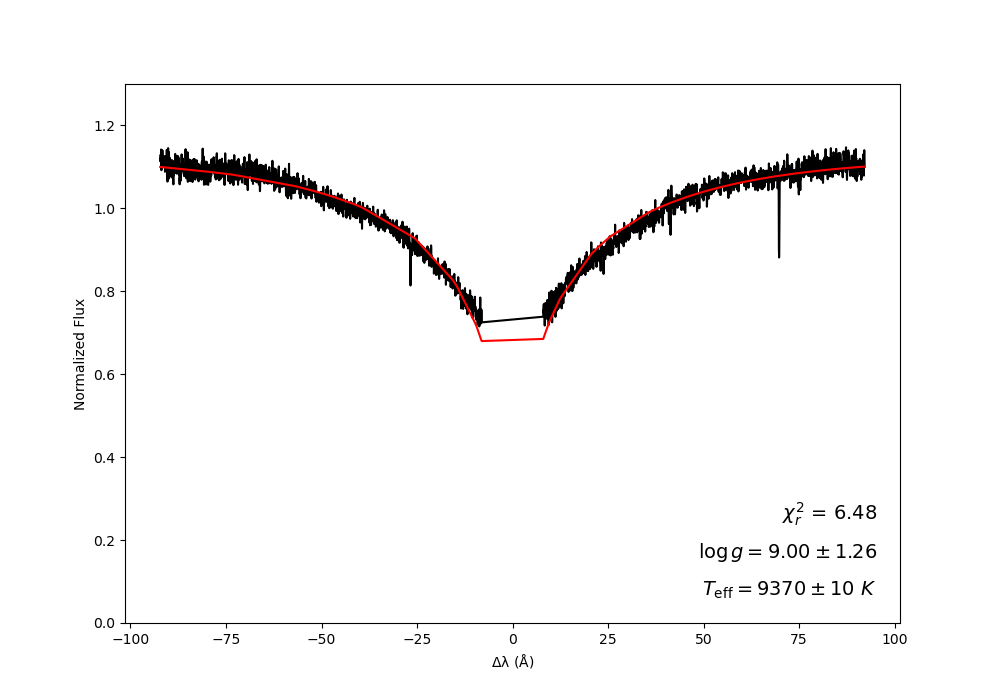 1.2
1.0
0.8
0.6
0.4
0.2
0.0
Normalized Flux
χ²ᵣ = 6.48
log g = 9.00 ± 1.26
T_eff = 9370 ± 10 K
−100 −75 −50 −25 0 25 50 75 100
Δλ (Å)